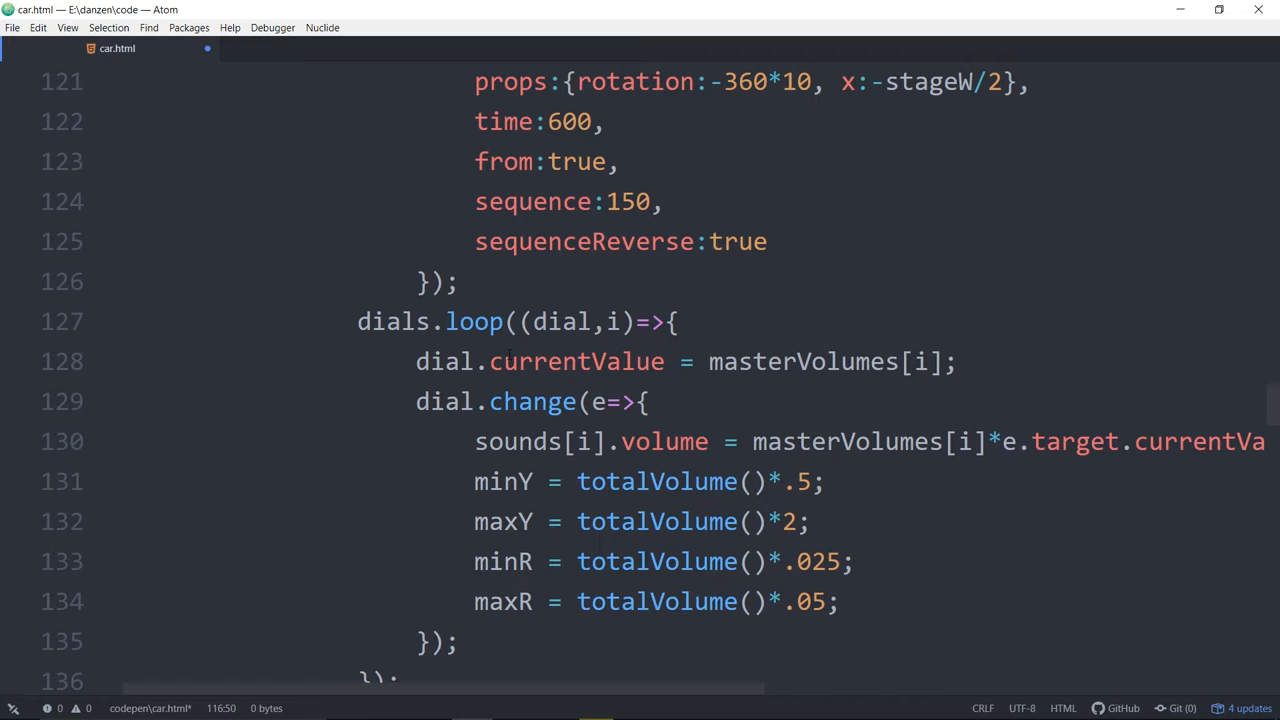 car.html — E:\danzen\code — Atom
File Edit View Selection Find Packages Help Debugger Nuclide
car.html
121 props:{rotation:-360*10, x:-stageW/2},
122 time:600,
123 from:true,
124 sequence:150,
125 sequenceReverse:true
126 });
127 dials.loop((dial,i)=>{
128 dial.currentValue = masterVolumes[i];
129 dial.change(e=>{
130 sounds[i].volume = masterVolumes[i]*e.target.currentVa
131 minY = totalVolume()*.5;
132 maxY = totalVolume()*2;
133 minR = totalVolume()*.025;
134 maxR = totalVolume()*.05;
135 });
136 });
0 0 codepen\car.html* 116:50 0 bytes CRLF UTF-8 HTML GitHub Git (0) 4 updates